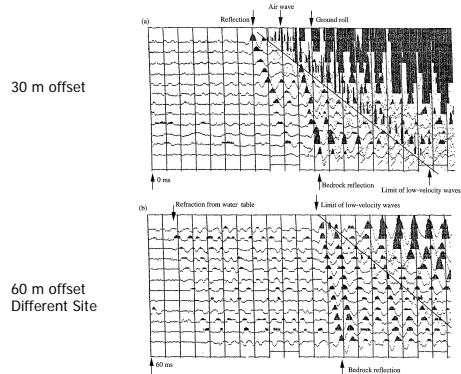 Air wave
(a) Reflection Ground roll
30 m offset
0 ms
Bedrock reflection
Limit of low-velocity waves
(b) Refraction from water table Limit of low-velocity waves
60 m offset
Different Site
60 ms
Bedrock reflection